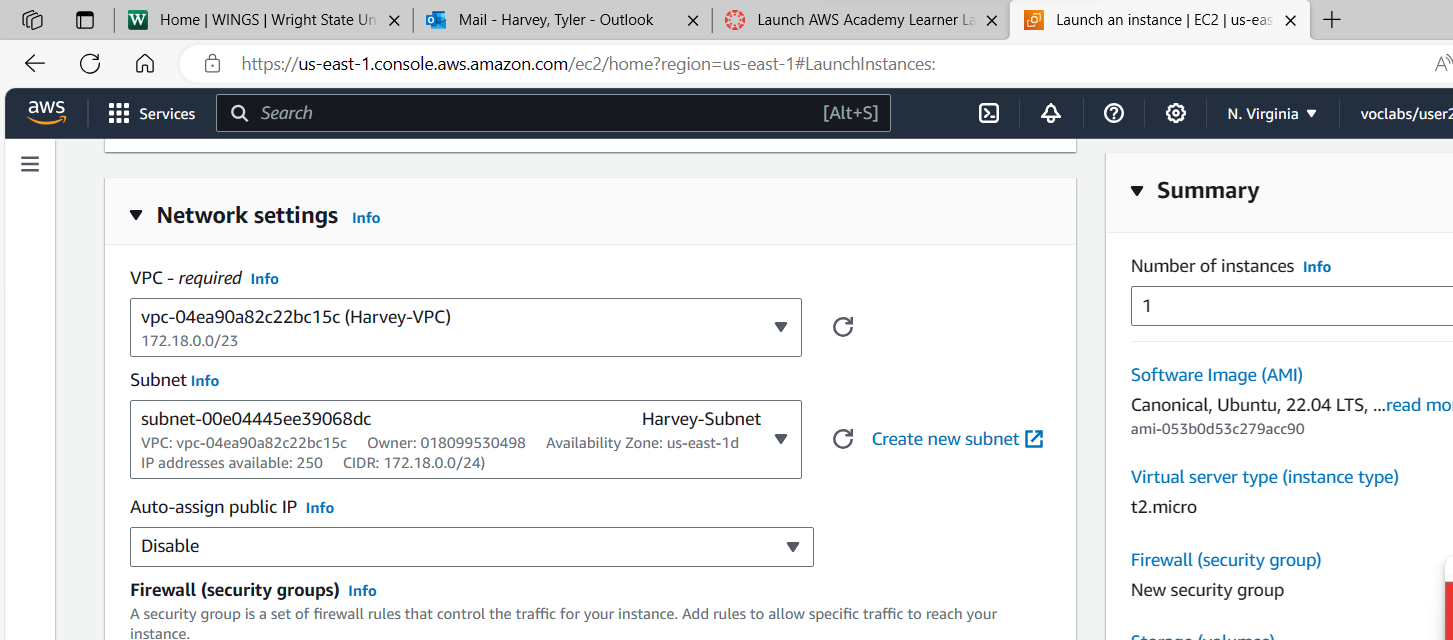 Home | WINGS | Wright State Un
Mail - Harvey, Tyler - Outlook
Launch AWS Academy Learner La
Launch an instance | EC2 | us-eas
https://us-east-1.console.aws.amazon.com/ec2/home?region=us-east-1#LaunchInstances:
aws
Services
Search
[Alt+S]
N. Virginia
voclabs/user2
Network settings Info
VPC - required Info
vpc-04ea90a82c22bc15c (Harvey-VPC)
172.18.0.0/23
Subnet Info
subnet-00e04445ee39068dc Harvey-Subnet
VPC: vpc-04ea90a82c22bc15c Owner: 018099530498 Availability Zone: us-east-1d
IP addresses available: 250 CIDR: 172.18.0.0/24)
Create new subnet
Auto-assign public IP Info
Disable
Firewall (security groups) Info
A security group is a set of firewall rules that control the traffic for your instance. Add rules to allow specific traffic to reach your
instance.
Summary
Number of instances Info
1
Software Image (AMI)
Canonical, Ubuntu, 22.04 LTS, ...read mo
ami-053b0d53c279acc90
Virtual server type (instance type)
t2.micro
Firewall (security group)
New security group
Storage (volumes)